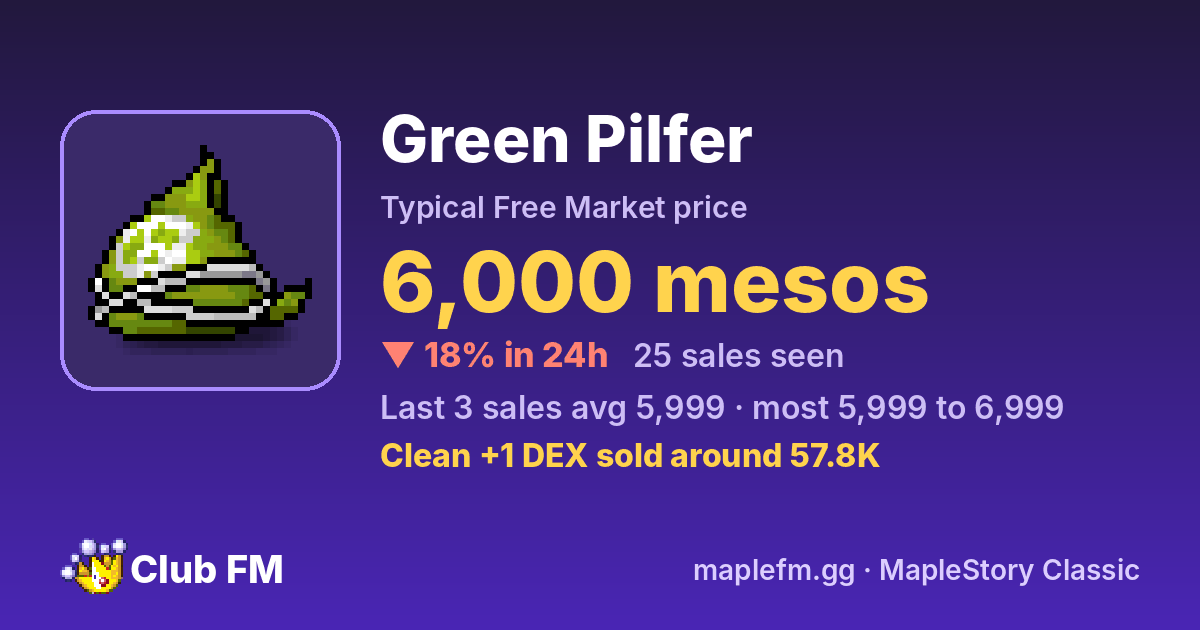 Green Pilfer
Typical Free Market price
6,000 mesos
▼ 18% in 24h 25 sales seen
Last 3 sales avg 5,999 · most 5,999 to 6,999
Clean +1 DEX sold around 57.8K
Club FM
maplefm.gg · MapleStory Classic